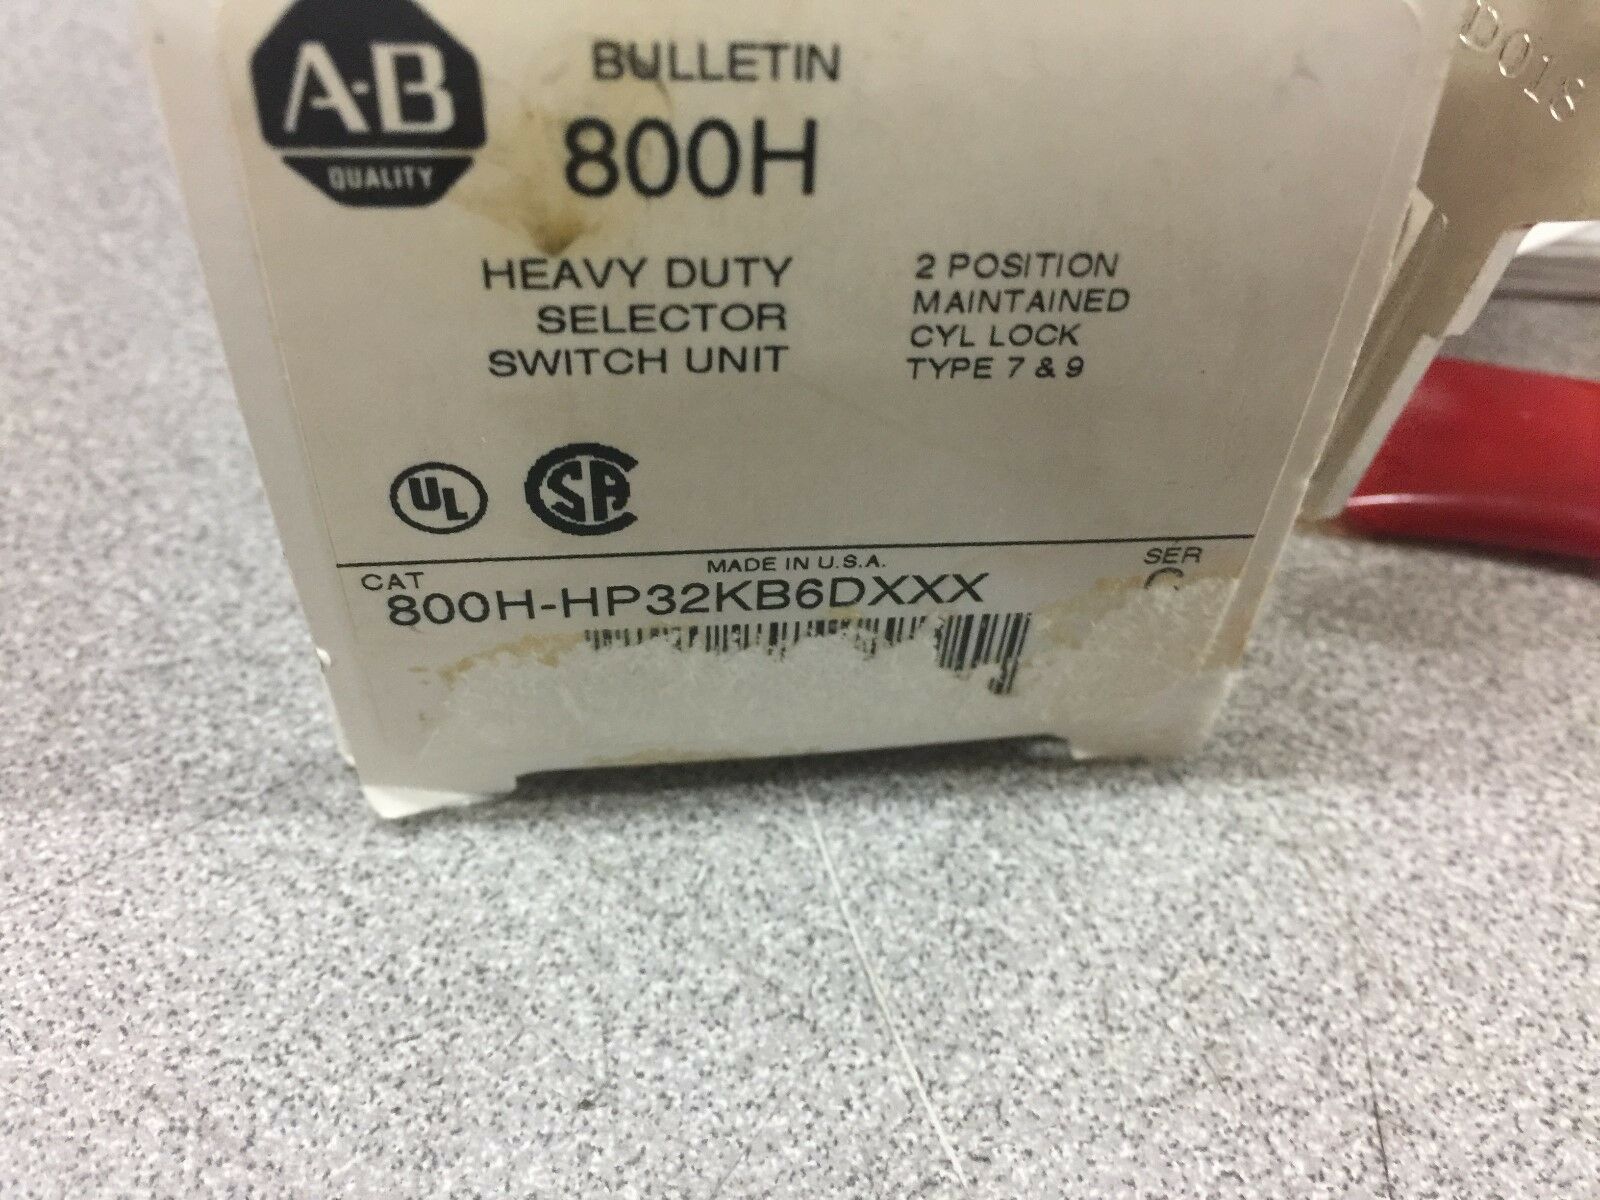 A-B
QUALITY
BULLETIN
800H
HEAVY DUTY
SELECTOR
SWITCH UNIT
2 POSITION
MAINTAINED
CYL LOCK
TYPE 7 & 9
UL
CSA
MADE IN U.S.A.
CAT
SER
800H-HP32KB6DXXX